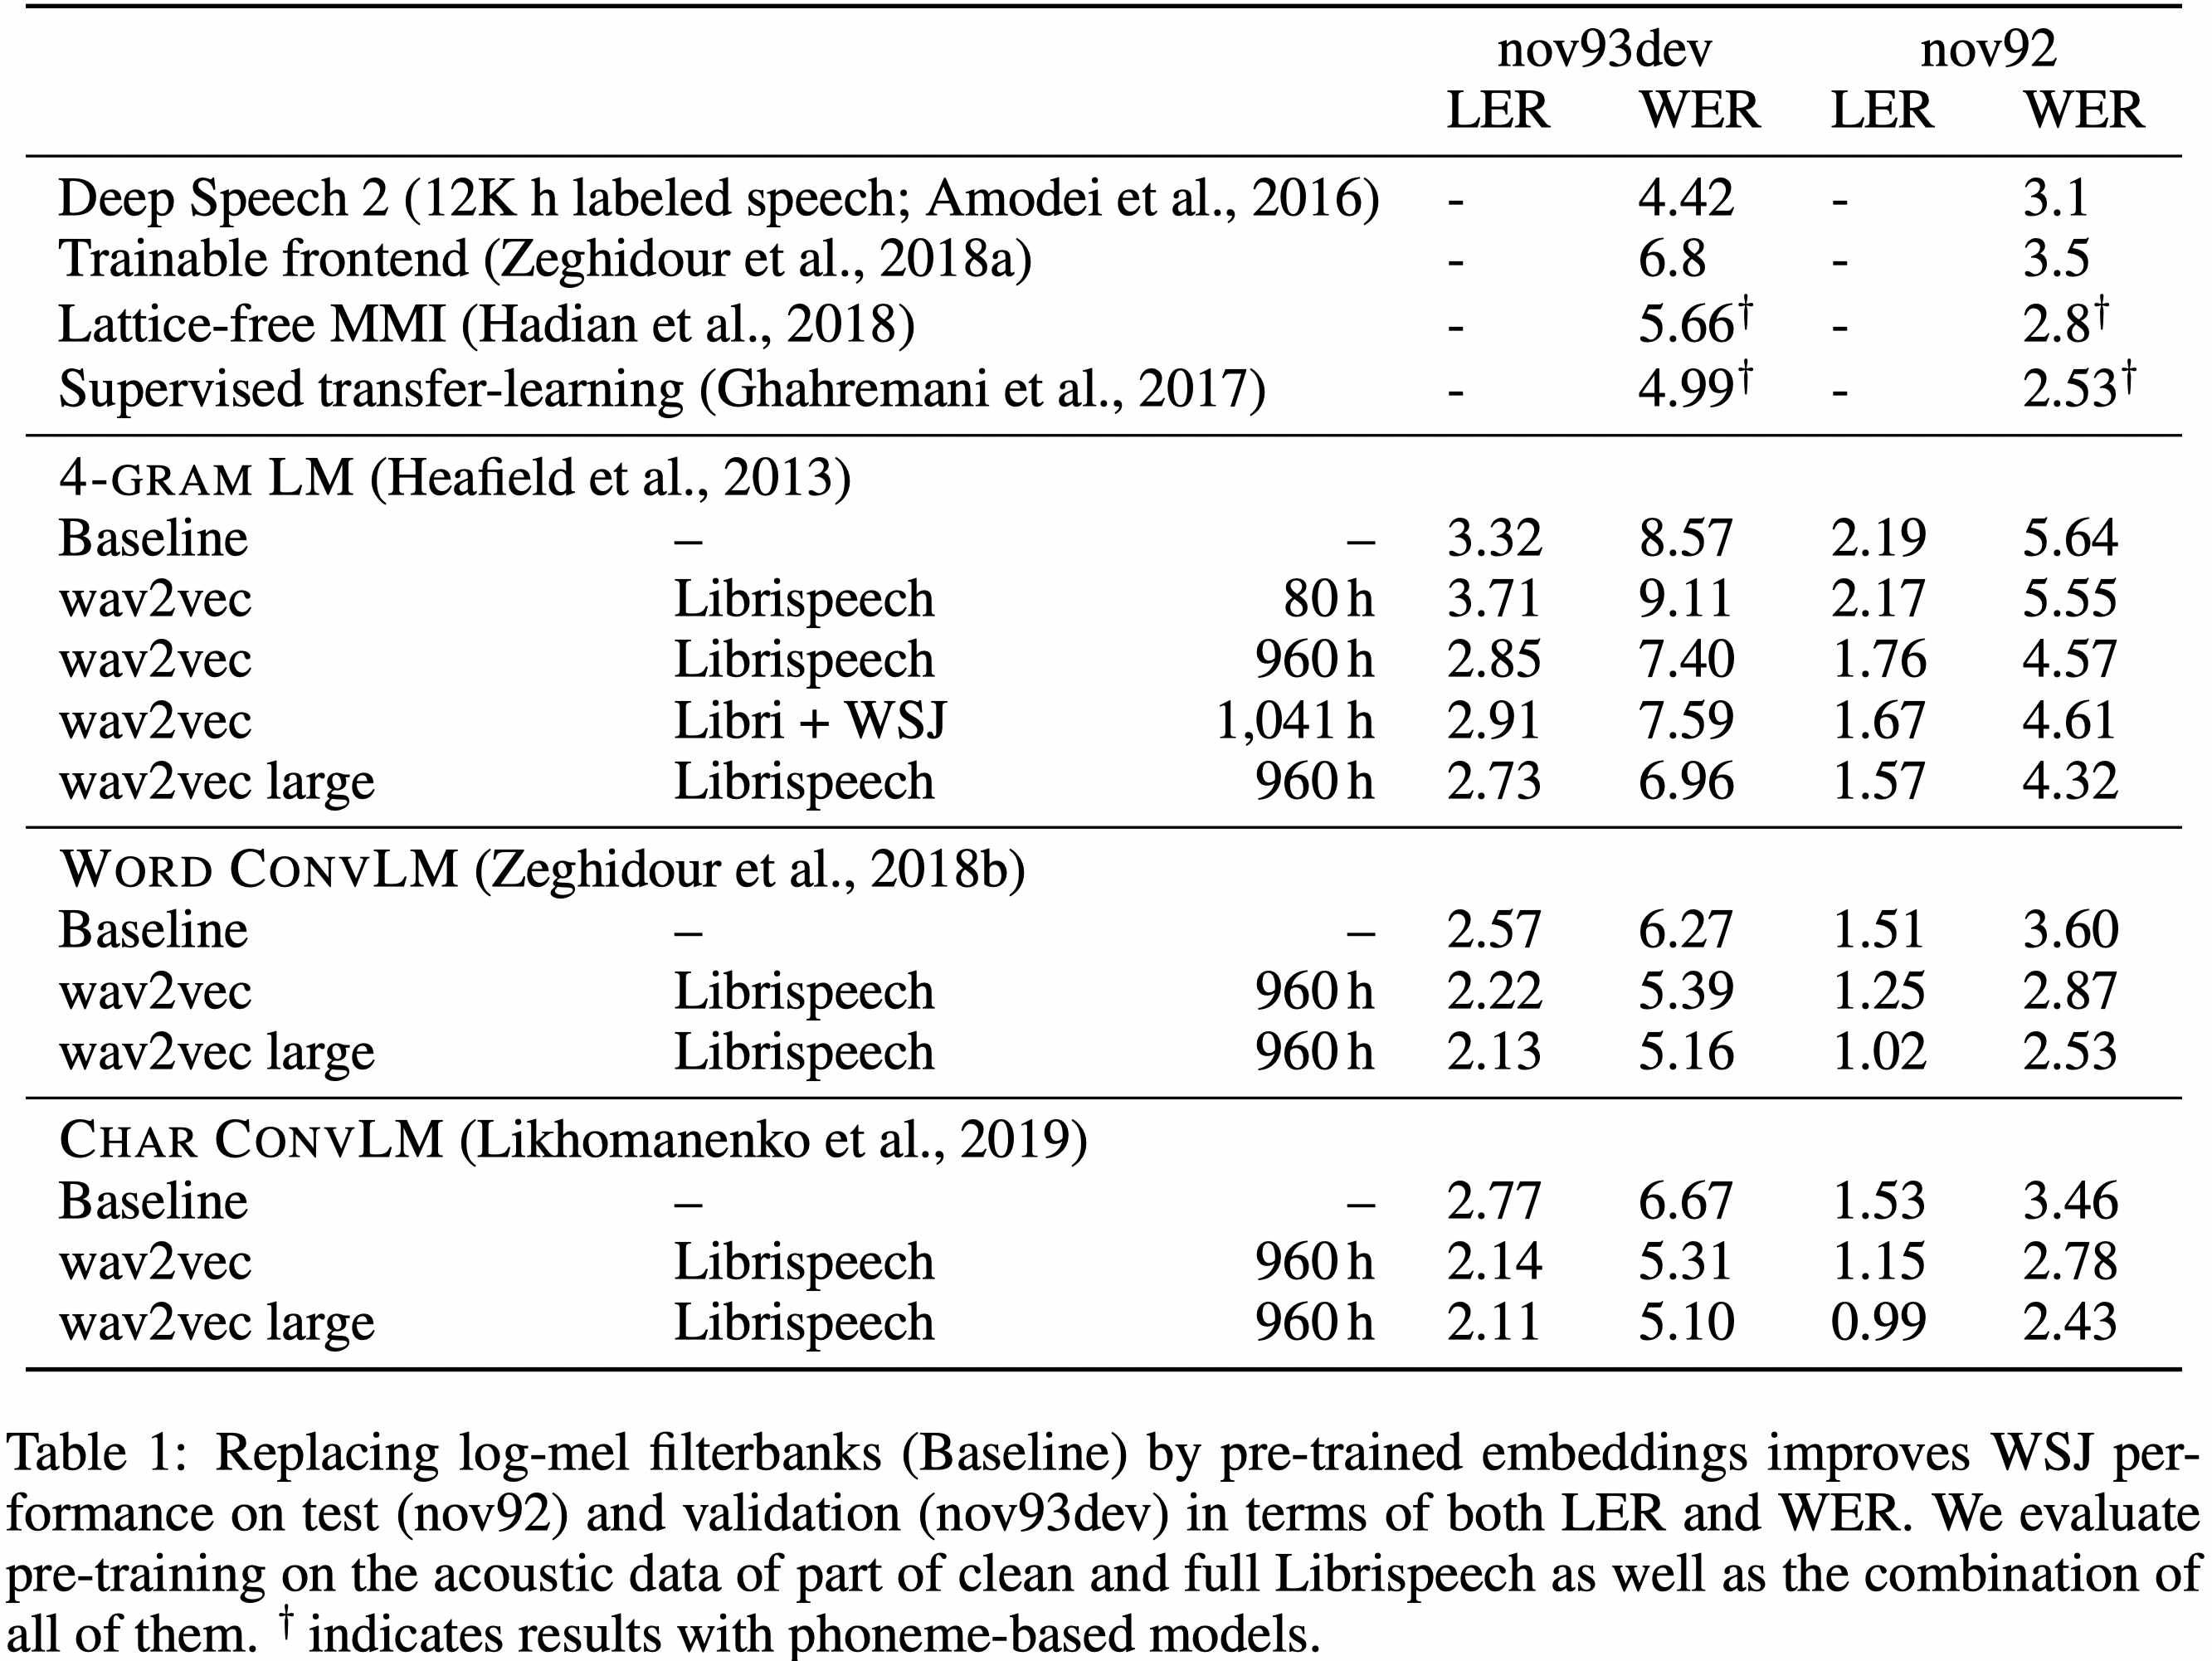 nov93dev nov92
LER WER LER WER
Deep Speech 2 (12K h labeled speech; Amodei et al., 2016) - 4.42 - 3.1
Trainable frontend (Zeghidour et al., 2018a) - 6.8 - 3.5
Lattice-free MMI (Hadian et al., 2018) - 5.66† - 2.8†
Supervised transfer-learning (Ghahremani et al., 2017) - 4.99† - 2.53†
4-GRAM LM (Heafield et al., 2013)
Baseline – – 3.32 8.57 2.19 5.64
wav2vec Librispeech 80 h 3.71 9.11 2.17 5.55
wav2vec Librispeech 960 h 2.85 7.40 1.76 4.57
wav2vec Libri + WSJ 1,041 h 2.91 7.59 1.67 4.61
wav2vec large Librispeech 960 h 2.73 6.96 1.57 4.32
WORD CONVLM (Zeghidour et al., 2018b)
Baseline – – 2.57 6.27 1.51 3.60
wav2vec Librispeech 960 h 2.22 5.39 1.25 2.87
wav2vec large Librispeech 960 h 2.13 5.16 1.02 2.53
CHAR CONVLM (Likhomanenko et al., 2019)
Baseline – – 2.77 6.67 1.53 3.46
wav2vec Librispeech 960 h 2.14 5.31 1.15 2.78
wav2vec large Librispeech 960 h 2.11 5.10 0.99 2.43
Table 1: Replacing log-mel filterbanks (Baseline) by pre-trained embeddings improves WSJ per-
formance on test (nov92) and validation (nov93dev) in terms of both LER and WER. We evaluate
pre-training on the acoustic data of part of clean and full Librispeech as well as the combination of
all of them. † indicates results with phoneme-based models.